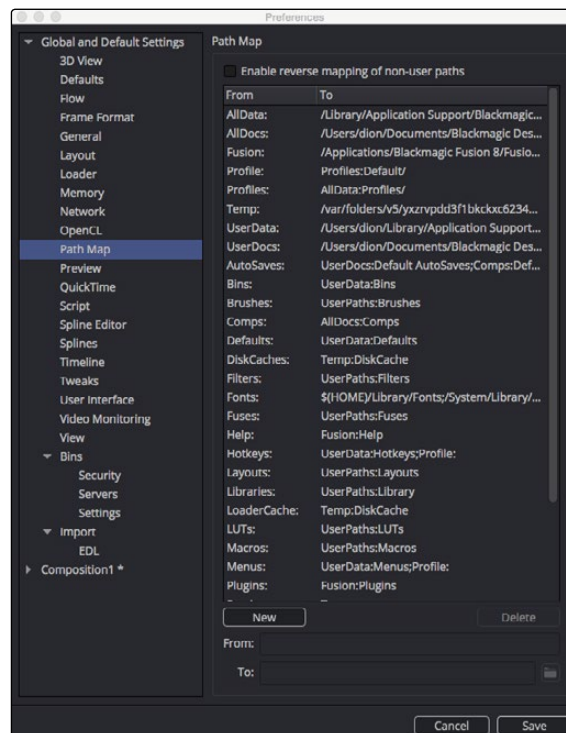 Preferences
Global and Default Settings
3D View
Defaults
Flow
Frame Format
General
Layout
Loader
Memory
Network
OpenCL
Path Map
Preview
QuickTime
Script
Spline Editor
Splines
Timeline
Tweaks
User Interface
Video Monitoring
View
Bins
Security
Servers
Settings
Import
EDL
Composition1 *
Path Map
Enable reverse mapping of non-user paths
From To
AllData: /Library/Application Support/Blackmagic...
AllDocs: /Users/dion/Documents/Blackmagic Des...
Fusion: /Applications/Blackmagic Fusion 8/Fusio...
Profile: Profiles:Default/
Profiles: AllData:Profiles/
Temp: /var/folders/v5/yxzrvpdd3f1bkckxc6234...
UserData: /Users/dion/Library/Application Support...
UserDocs: /Users/dion/Documents/Blackmagic Des...
AutoSaves: UserDocs:Default AutoSaves;Comps:Def...
Bins: UserData:Bins
Brushes: UserPaths:Brushes
Comps: AllDocs:Comps
Defaults: UserData:Defaults
DiskCaches: Temp:DiskCache
Filters: UserPaths:Filters
Fonts: $(HOME)/Library/Fonts;/System/Library/...
Fuses: UserPaths:Fuses
Help: Fusion:Help
Hotkeys: UserData:Hotkeys;Profile:
Layouts: UserPaths:Layouts
Libraries: UserPaths:Library
LoaderCache: Temp:DiskCache
LUTs: UserPaths:LUTs
Macros: UserPaths:Macros
Menus: UserData:Menus;Profile:
Plugins: Fusion:Plugins
New Delete
From:
To:
Cancel Save